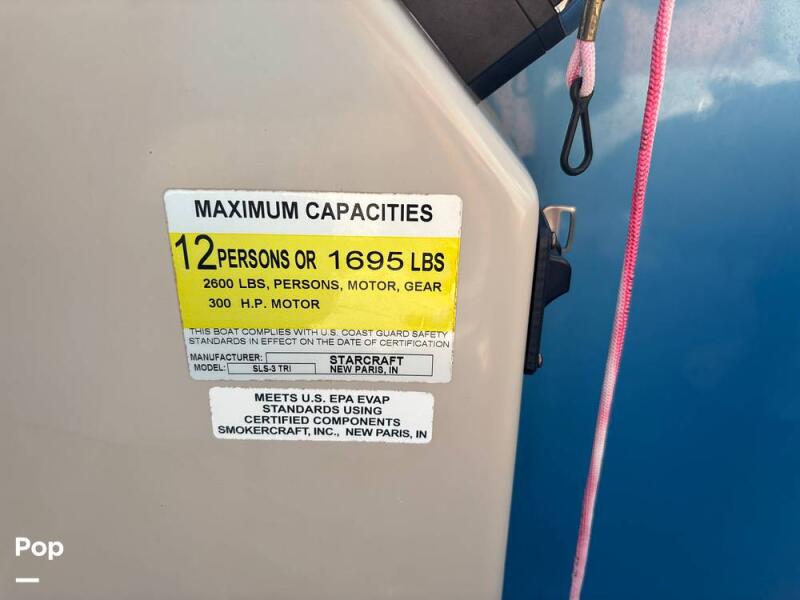 MAXIMUM CAPACITIES
12 PERSONS OR 1695 LBS
2600 LBS, PERSONS, MOTOR, GEAR
300 H.P. MOTOR
THIS BOAT COMPLIES WITH U.S. COAST GUARD SAFETY
STANDARDS IN EFFECT ON THE DATE OF CERTIFICATION
MANUFACTURER: STARCRAFT
MODEL: SLS-3 TRI NEW PARIS, IN
MEETS U.S. EPA EVAP
STANDARDS USING
CERTIFIED COMPONENTS
SMOKERCRAFT, INC., NEW PARIS, IN
Pop